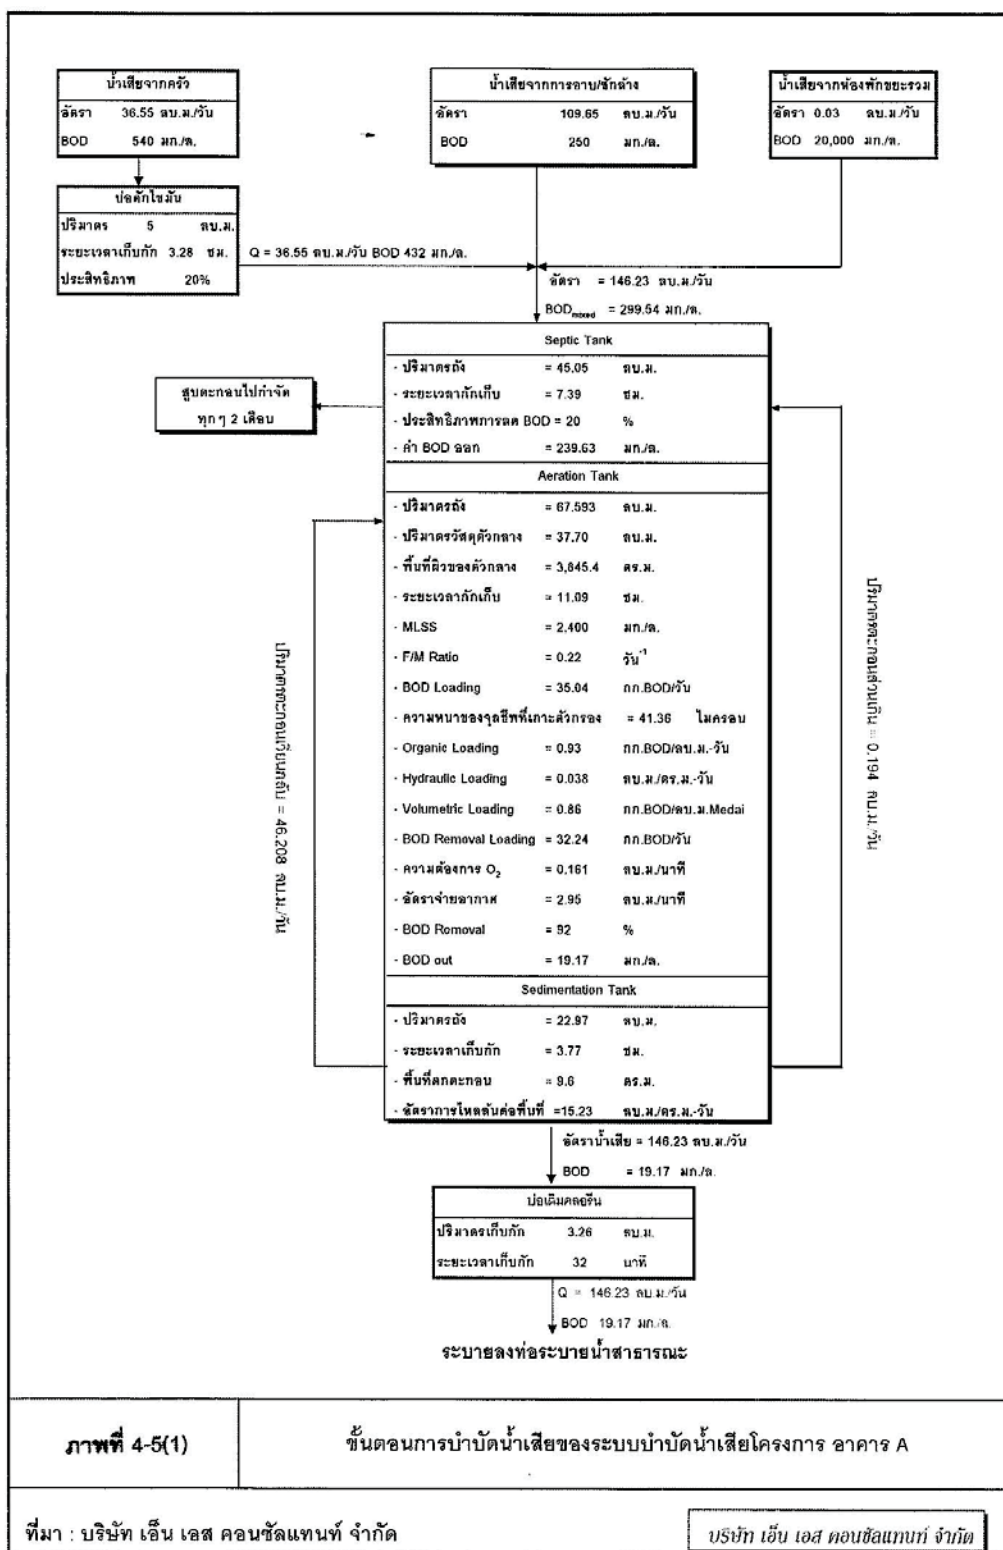 น้ำเสียจากครัว
อัตรา 36.55 ลบ.ม./วัน
BOD 540 มก./ล.
น้ำเสียจากการอาบ/ซักล้าง
อัตรา 109.65 ลบ.ม./วัน
BOD 250 มก./ล.
น้ำเสียจากห้องพักขยะรวม
อัตรา 0.03 ลบ.ม./วัน
BOD 20,000 มก./ล.
บ่อดักไขมัน
ปริมาตร 5 ลบ.ม.
ระยะเวลาเก็บกัก 3.28 ชม.
ประสิทธิภาพ 20%
Q = 36.55 ลบ.ม./วัน BOD 432 มก./ล.
อัตรา = 146.23 ลบ.ม./วัน
BODmixed = 299.54 มก./ล.
Septic Tank
- ปริมาตรถัง = 45.05 ลบ.ม.
- ระยะเวลากักเก็บ = 7.39 ชม.
- ประสิทธิภาพการลด BOD = 20 %
- ค่า BOD ออก = 239.63 มก./ล.
สูบตะกอนไปกำจัด
ทุกๆ 2 เดือน
Aeration Tank
- ปริมาตรถัง = 67.593 ลบ.ม.
- ปริมาตรวัสดุตัวกลาง = 37.70 ลบ.ม.
- พื้นที่ผิวของตัวกลาง = 3,845.4 ตร.ม.
- ระยะเวลากักเก็บ = 11.09 ชม.
- MLSS = 2,400 มก./ล.
- F/M Ratio = 0.22 วัน⁻¹
- BOD Loading = 35.04 กก.BOD/วัน
- ความหนาของจุลชีพที่เกาะตัวกรอง = 41.36 ไมครอน
- Organic Loading = 0.93 กก.BOD/ลบ.ม.-วัน
- Hydraulic Loading = 0.038 ลบ.ม./ตร.ม.-วัน
- Volumetric Loading = 0.86 กก.BOD/ลบ.ม.Medai
- BOD Removal Loading = 32.24 กก.BOD/วัน
- ความต้องการ O₂ = 0.161 ลบ.ม./นาที
- อัตราจ่ายอากาศ = 2.95 ลบ.ม./นาที
- BOD Removal = 92 %
- BOD out = 19.17 มก./ล.
ปริมาตรตะกอนเวียนกลับ = 46.208 ลบ.ม./วัน
ปริมาตรตะกอนส่วนเกิน = 0.194 ลบ.ม./วัน
Sedimentation Tank
- ปริมาตรถัง = 22.97 ลบ.ม.
- ระยะเวลาเก็บกัก = 3.77 ชม.
- พื้นที่ตกตะกอน = 9.6 ตร.ม.
- อัตราการไหลล้นต่อพื้นที่ =15.23 ลบ.ม./ตร.ม.-วัน
อัตราน้ำเสีย = 146.23 ลบ.ม./วัน
BOD = 19.17 มก./ล.
บ่อเติมคลอรีน
ปริมาตรเก็บกัก 3.26 ลบ.ม.
ระยะเวลาเก็บกัก 32 นาที
Q = 146.23 ลบ.ม./วัน
BOD 19.17 มก./ล.
ระบายลงท่อระบายน้ำสาธารณะ
ภาพที่ 4-5(1)
ขั้นตอนการบำบัดน้ำเสียของระบบบำบัดน้ำเสียโครงการ อาคาร A
ที่มา : บริษัท เอ็น เอส คอนซัลแทนท์ จำกัด
บริษัท เอ็น เอส คอนซัลแทนท์ จำกัด